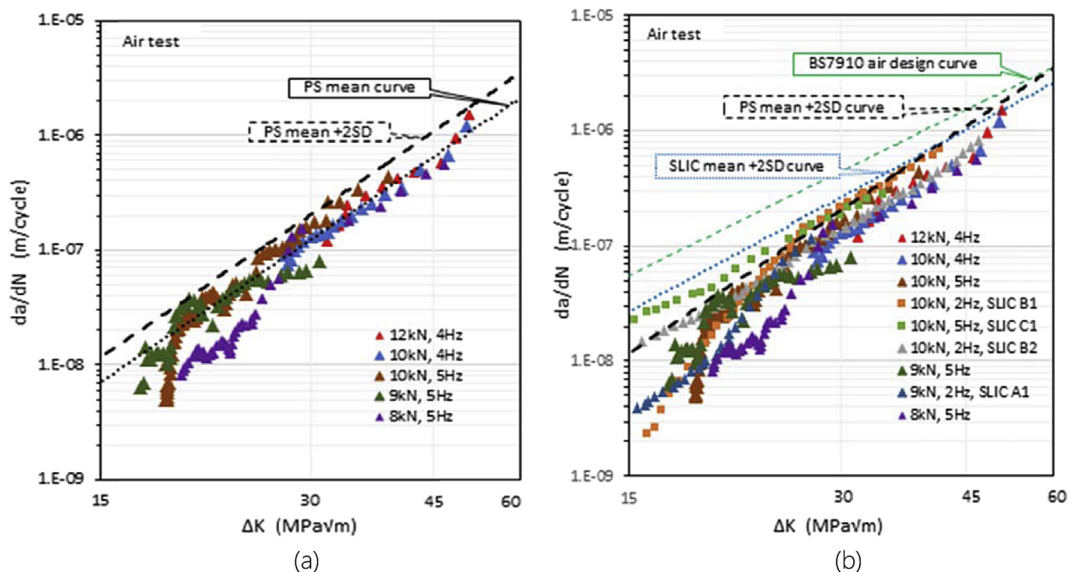 1.E-05
Air test
PS mean curve
PS mean +2SD
1.E-06
1.E-07
1.E-08
1.E-09
da/dN (m/cycle)
12kN, 4Hz
10kN, 4Hz
10kN, 5Hz
9kN, 5Hz
8kN, 5Hz
15
30
45
60
ΔK (MPa√m)
(a)
1.E-05
Air test
BS7910 air design curve
PS mean +2SD curve
SLIC mean +2SD curve
1.E-06
1.E-07
1.E-08
1.E-09
da/dN (m/cycle)
12kN, 4Hz
10kN, 4Hz
10kN, 5Hz
10kN, 2Hz, SLIC B1
10kN, 5Hz, SLIC C1
10kN, 2Hz, SLIC B2
9kN, 5Hz
9kN, 2Hz, SLIC A1
8kN, 5Hz
15
30
45
60
ΔK (MPa√m)
(b)